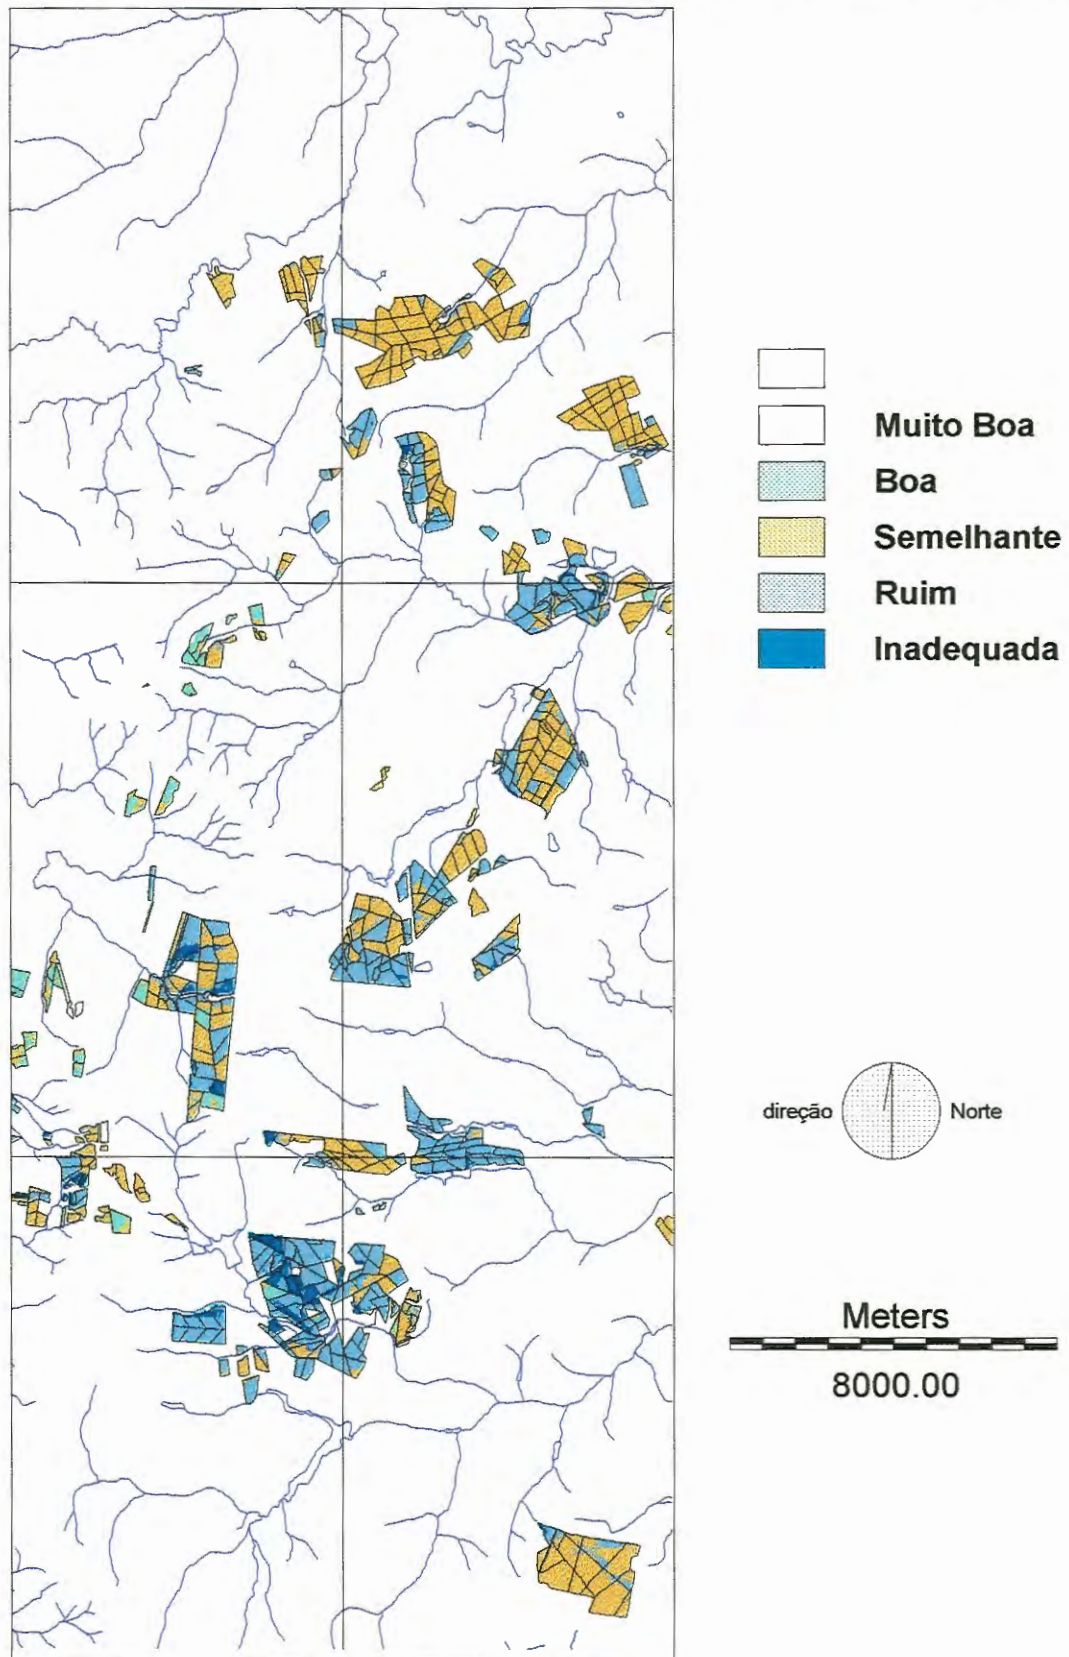 Muito Boa
Boa
Semelhante
Ruim
Inadequada
direção Norte
Meters
8000.00